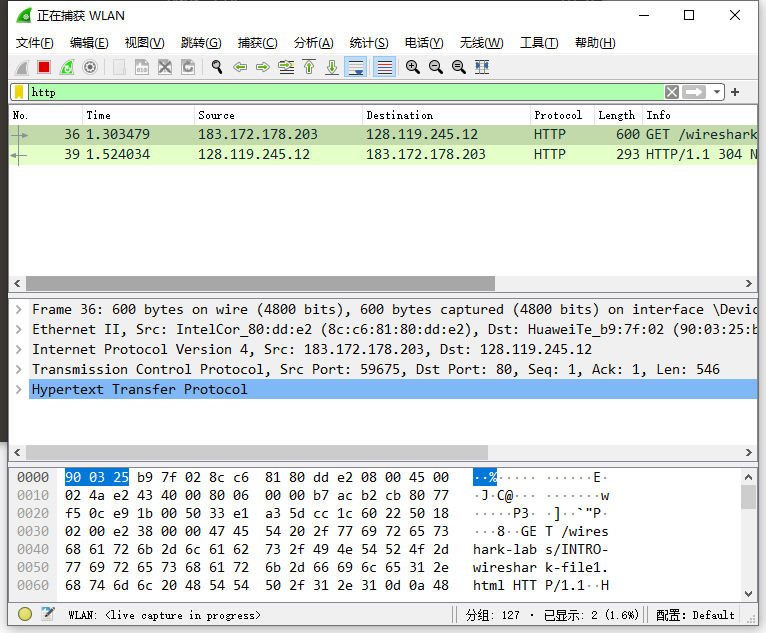 正在捕获 WLAN
文件(F) 编辑(E) 视图(V) 跳转(G) 捕获(C) 分析(A) 统计(S) 电话(Y) 无线(W) 工具(T) 帮助(H)
http
No. Time Source Destination Protocol Length Info
36 1.303479 183.172.178.203 128.119.245.12 HTTP 600 GET /wireshark
39 1.524034 128.119.245.12 183.172.178.203 HTTP 293 HTTP/1.1 304 N
Frame 36: 600 bytes on wire (4800 bits), 600 bytes captured (4800 bits) on interface \Devic
Ethernet II, Src: IntelCor_80:dd:e2 (8c:c6:81:80:dd:e2), Dst: HuaweiTe_b9:7f:02 (90:03:25:b
Internet Protocol Version 4, Src: 183.172.178.203, Dst: 128.119.245.12
Transmission Control Protocol, Src Port: 59675, Dst Port: 80, Seq: 1, Ack: 1, Len: 546
Hypertext Transfer Protocol
0000 90 03 25 b9 7f 02 8c c6 81 80 dd e2 08 00 45 00 ··%····· ······E·
0010 02 4a e2 43 40 00 80 06 00 00 b7 ac b2 cb 80 77 ·J·C@··· ·······w
0020 f5 0c e9 1b 00 50 33 e1 a3 5d cc 1c 60 22 50 18 ·····P3· ·]··`"P·
0030 02 00 e2 38 00 00 47 45 54 20 2f 77 69 72 65 73 ···8··GE T /wires
0040 68 61 72 6b 2d 6c 61 62 73 2f 49 4e 54 52 4f 2d hark-lab s/INTRO-
0050 77 69 72 65 73 68 61 72 6b 2d 66 69 6c 65 31 2e wireshar k-file1.
0060 68 74 6d 6c 20 48 54 54 50 2f 31 2e 31 0d 0a 48 html HTT P/1.1··H
WLAN: <live capture in progress> 分组: 127 · 已显示: 2 (1.6%) 配置: Default